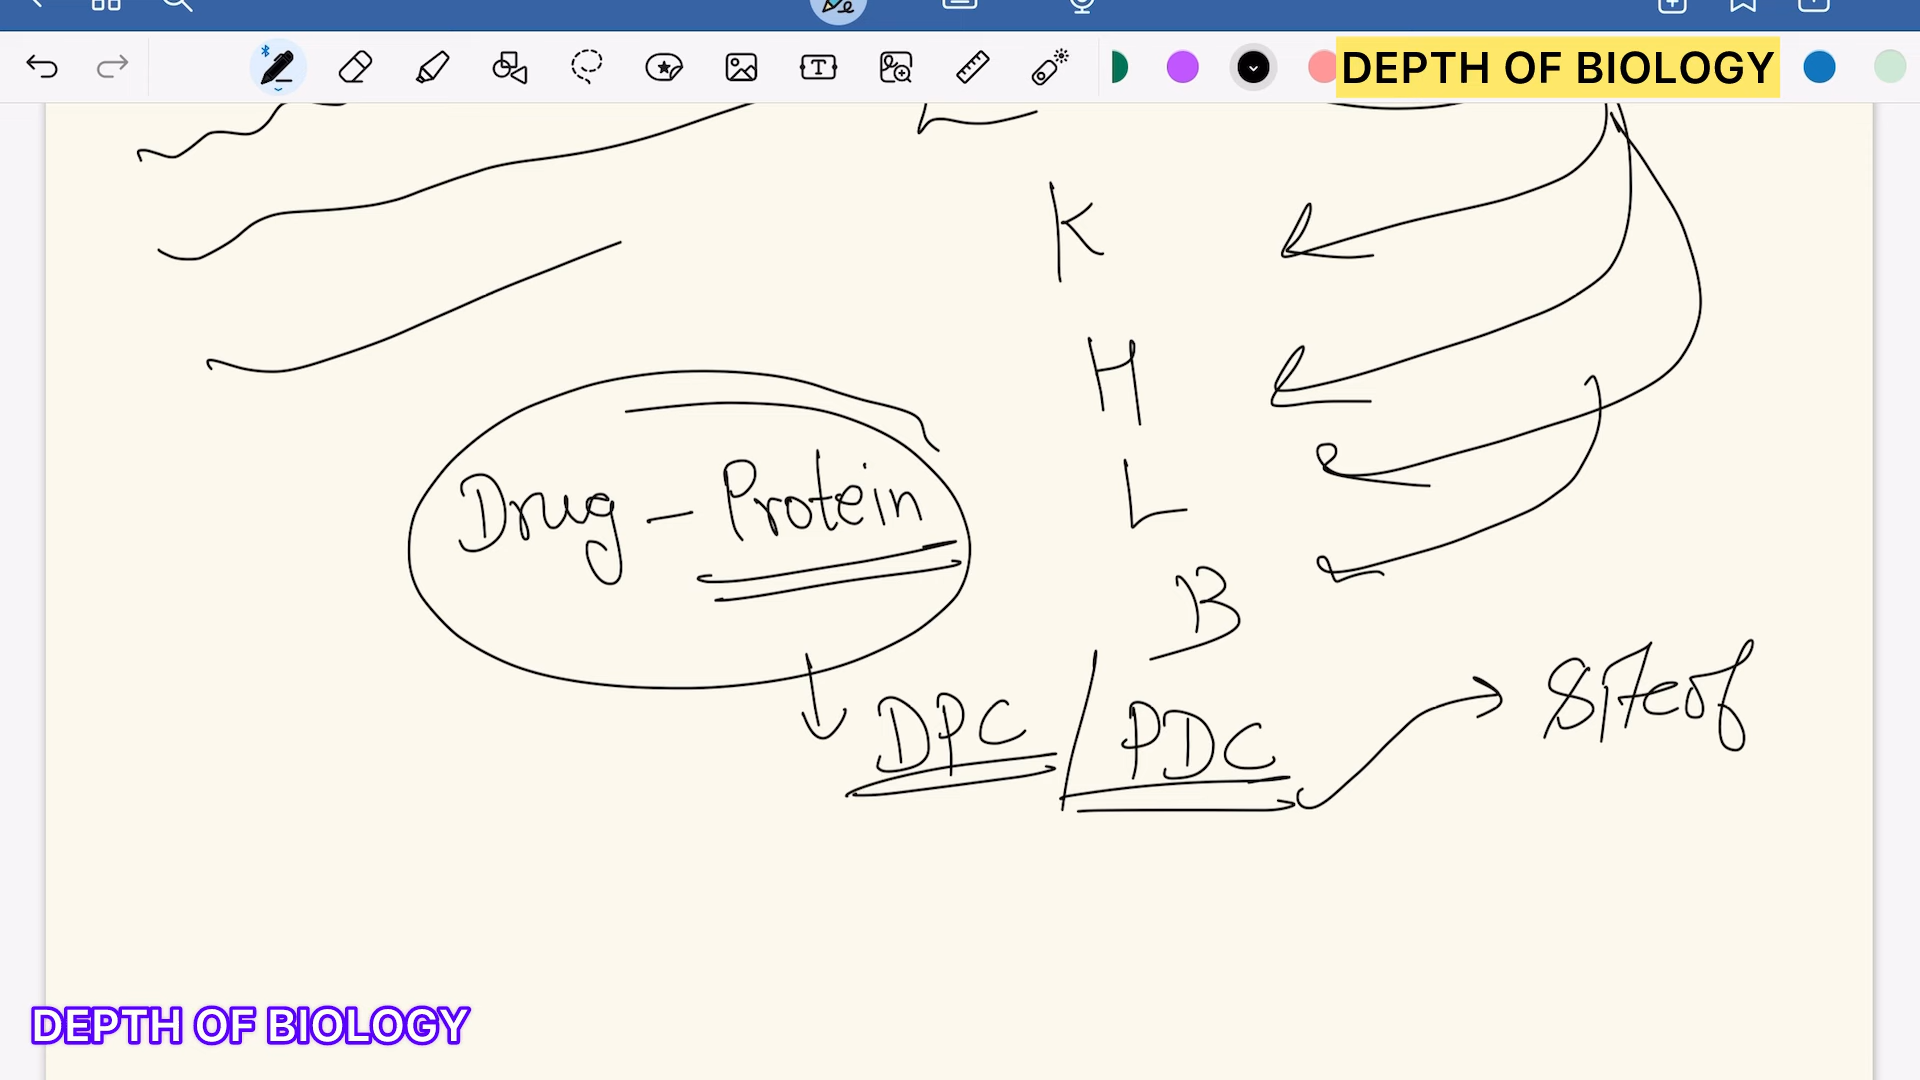 DEPTH OF BIOLOGY
K
H
L
Drug - Protein
B
DPC / PDC
Site of
DEPTH OF BIOLOGY